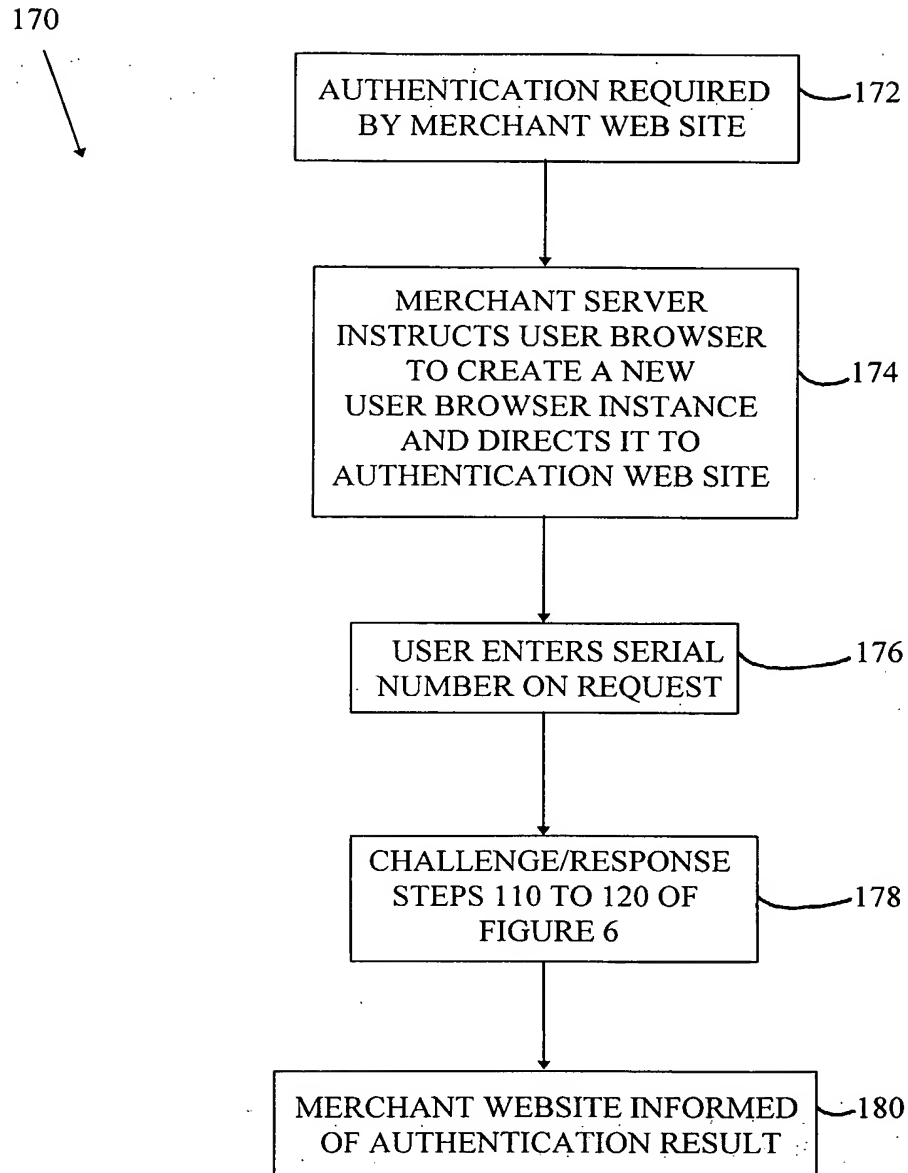 170
AUTHENTICATION REQUIRED
BY MERCHANT WEB SITE
172
MERCHANT SERVER
INSTRUCTS USER BROWSER
TO CREATE A NEW
USER BROWSER INSTANCE
AND DIRECTS IT TO
AUTHENTICATION WEB SITE
174
USER ENTERS SERIAL
NUMBER ON REQUEST
176
CHALLENGE/RESPONSE
STEPS 110 TO 120 OF
FIGURE 6
178
MERCHANT WEBSITE INFORMED
OF AUTHENTICATION RESULT
180